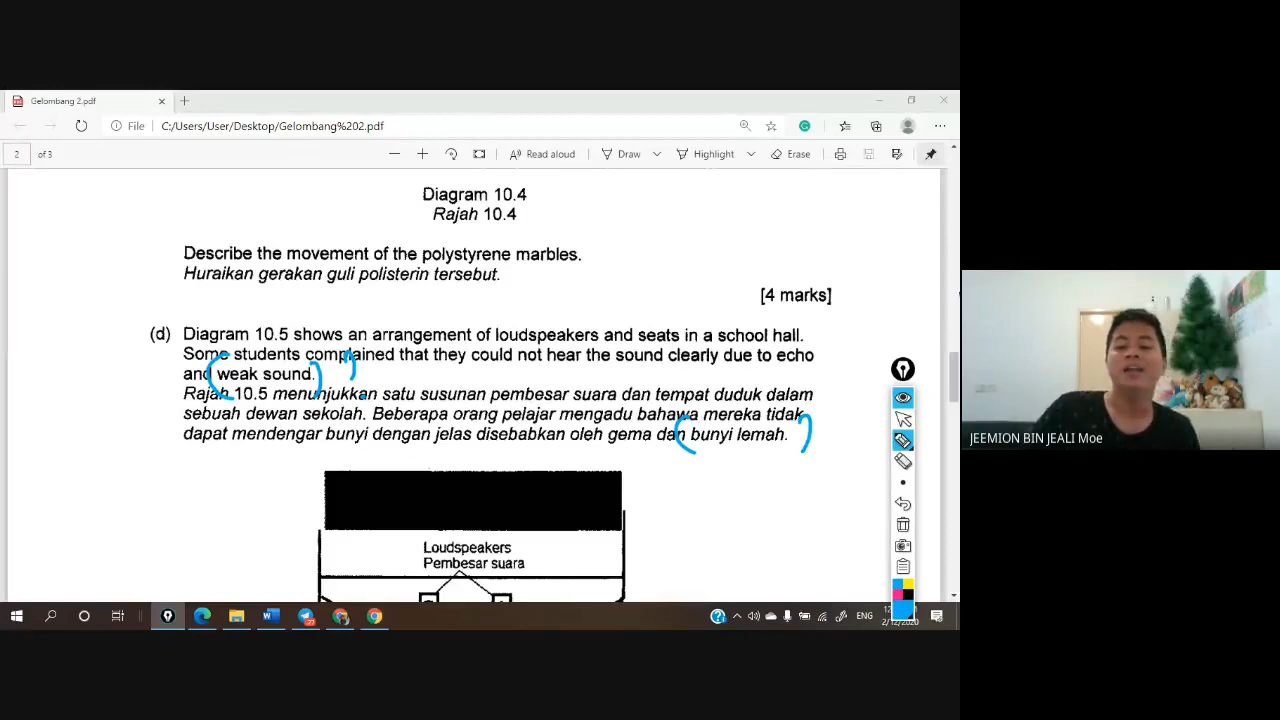 Gelombang 2.pdf
File C:/Users/User/Desktop/Gelombang%202.pdf
2 of 3 Read aloud Draw Highlight Erase
Diagram 10.4
Rajah 10.4
Describe the movement of the polystyrene marbles.
Huraikan gerakan guli polisterin tersebut.
[4 marks]
(d) Diagram 10.5 shows an arrangement of loudspeakers and seats in a school hall.
Some students complained that they could not hear the sound clearly due to echo
and weak sound.
Rajah 10.5 menunjukkan satu susunan pembesar suara dan tempat duduk dalam
sebuah dewan sekolah. Beberapa orang pelajar mengadu bahawa mereka tidak
dapat mendengar bunyi dengan jelas disebabkan oleh gema dan bunyi lemah.
Loudspeakers
Pembesar suara
JEEMION BIN JEALI Moe
ENG
2/12/2020